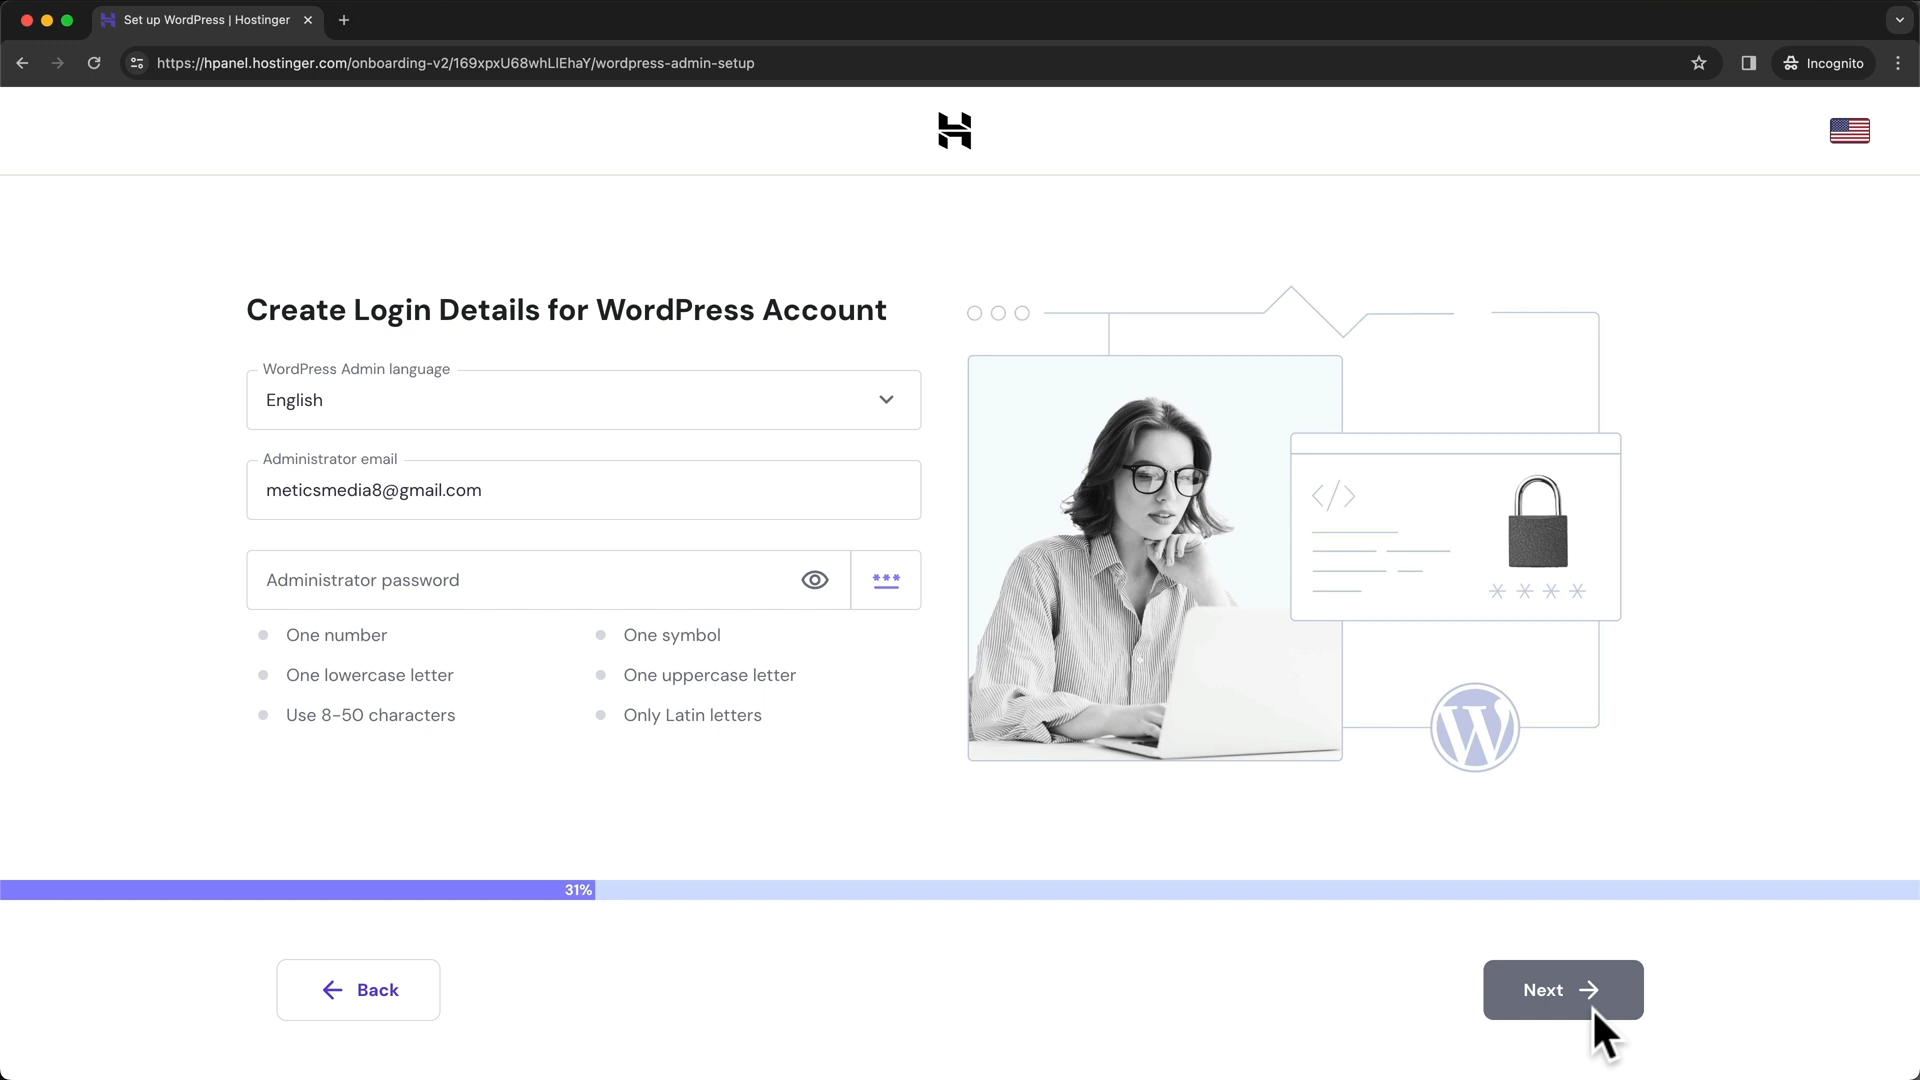 Set up WordPress | Hostinger
https://hpanel.hostinger.com/onboarding-v2/169xpxU68whLlEhaY/wordpress-admin-setup
Incognito
Create Login Details for WordPress Account
WordPress Admin language
English
Administrator email
meticsmedia8@gmail.com
Administrator password
***
One number
One symbol
One lowercase letter
One uppercase letter
Use 8-50 characters
Only Latin letters
</>
* * * *
31%
Back
Next